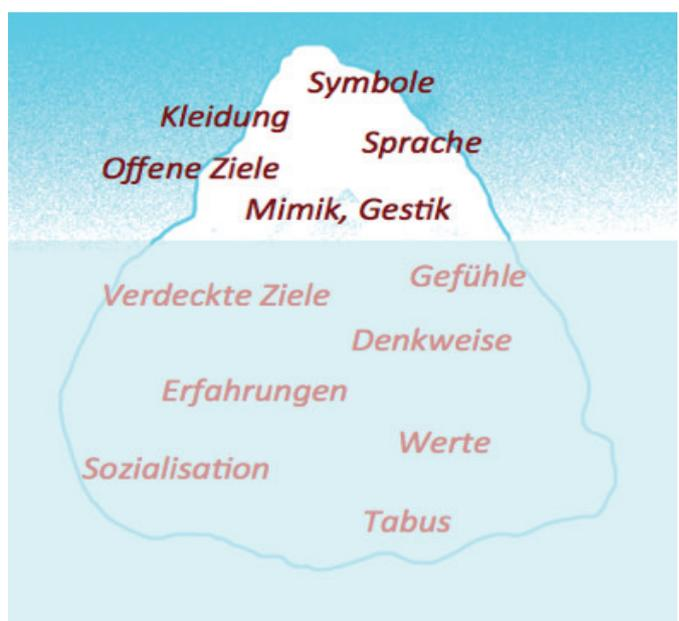 Symbole
Kleidung
Sprache
Offene Ziele
Mimik, Gestik
Gefühle
Verdeckte Ziele
Denkweise
Erfahrungen
Werte
Sozialisation
Tabus